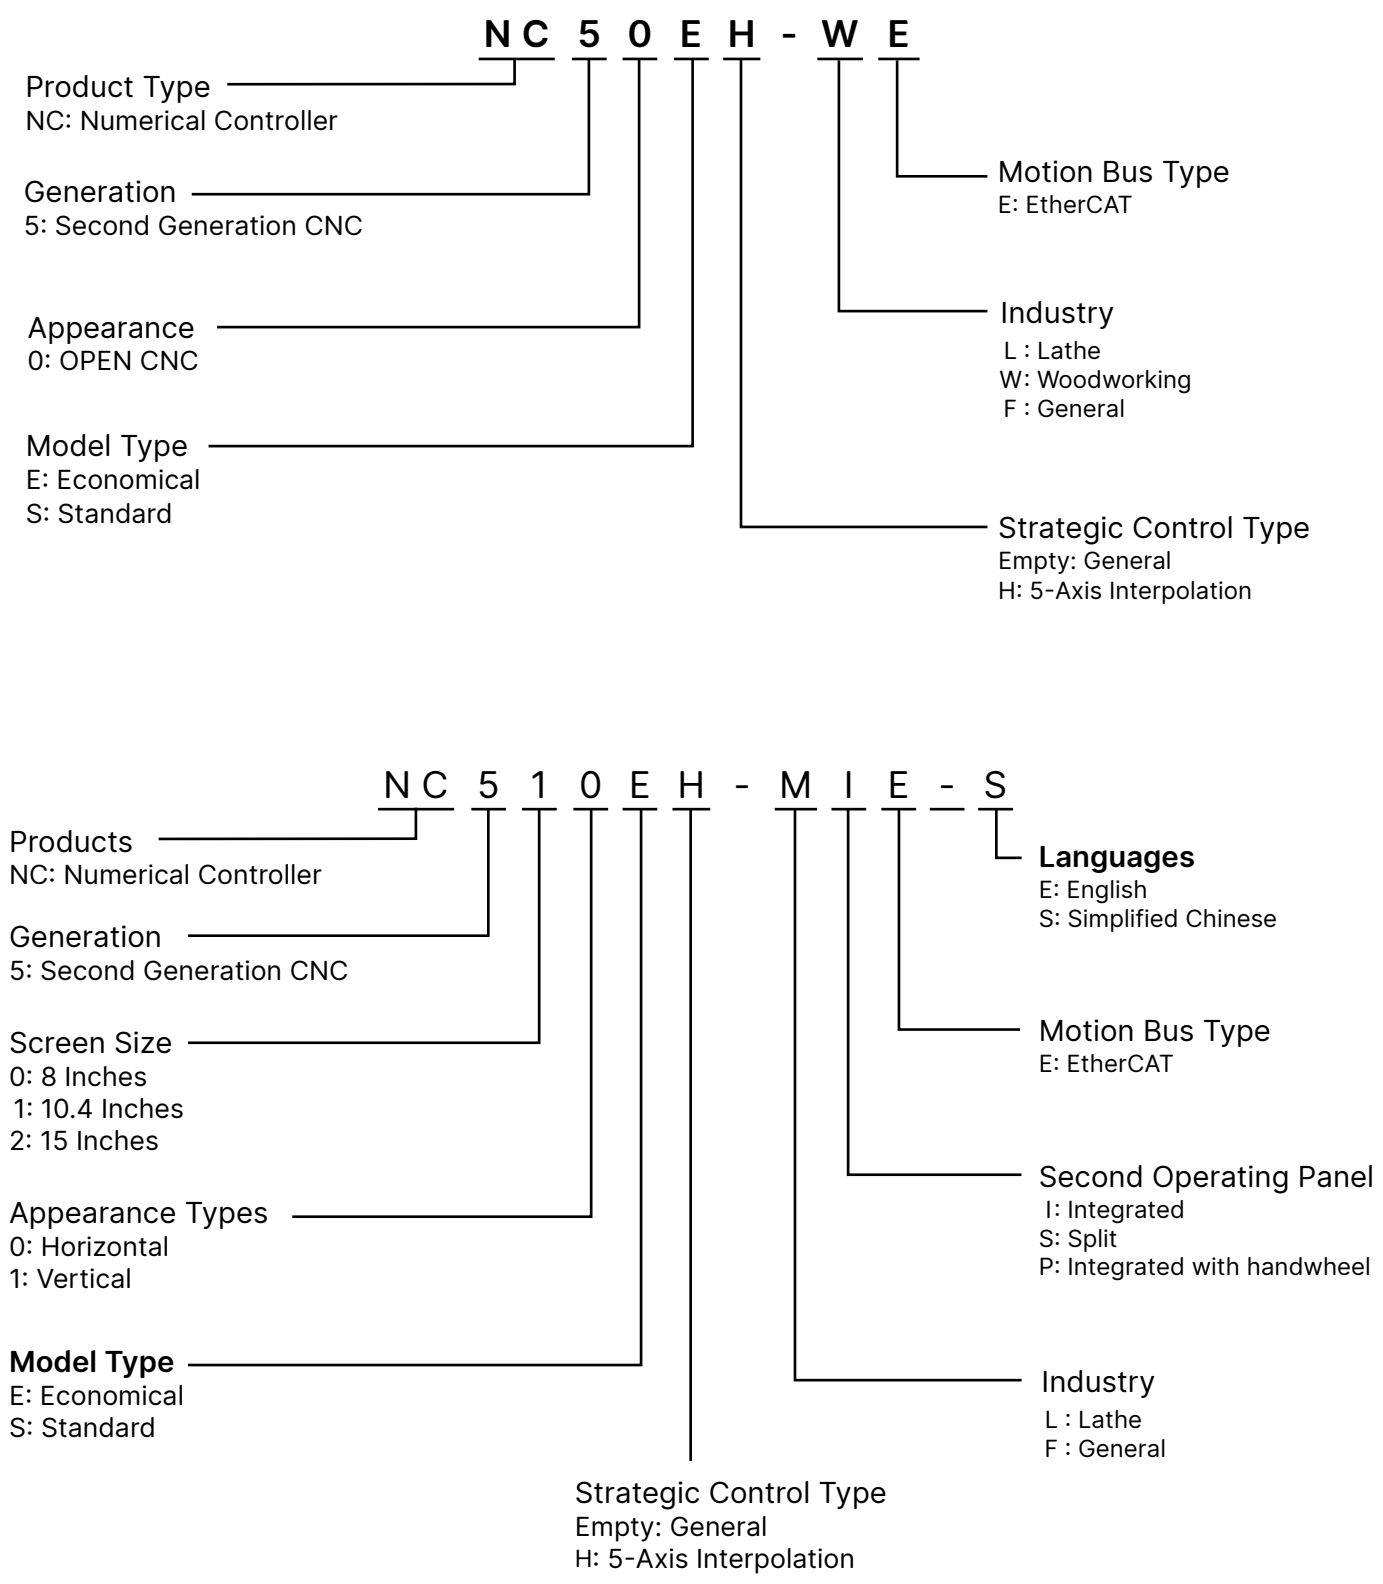 NC50EH-WE
Product Type
NC: Numerical Controller
Generation
5: Second Generation CNC
Appearance
0: OPEN CNC
Model Type
E: Economical
S: Standard
Motion Bus Type
E: EtherCAT
Industry
L : Lathe
W: Woodworking
F : General
Strategic Control Type
Empty: General
H: 5-Axis Interpolation
NC510EH-MIE-S
Products
NC: Numerical Controller
Generation
5: Second Generation CNC
Screen Size
0: 8 Inches
1: 10.4 Inches
2: 15 Inches
Appearance Types
0: Horizontal
1: Vertical
Model Type
E: Economical
S: Standard
Strategic Control Type
Empty: General
H: 5-Axis Interpolation
Languages
E: English
S: Simplified Chinese
Motion Bus Type
E: EtherCAT
Second Operating Panel
I: Integrated
S: Split
P: Integrated with handwheel
Industry
L : Lathe
F : General